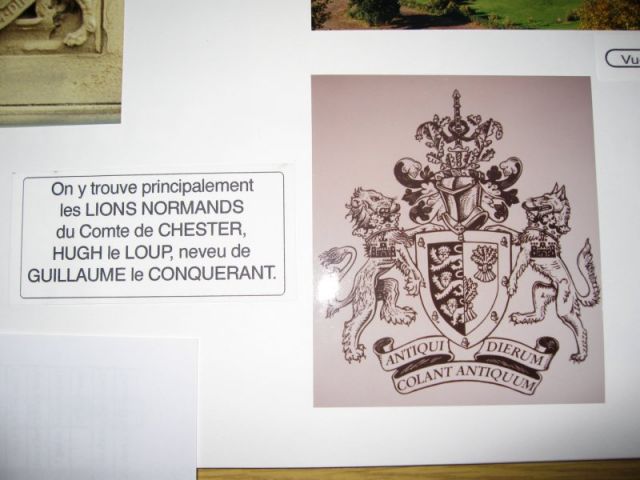 Vu
On y trouve principalement
les LIONS NORMANDS
du Comte de CHESTER,
HUGH le LOUP, neveu de
GUILLAUME le CONQUERANT.
ANTIQUI DIERUM
COLANT ANTIQUUM